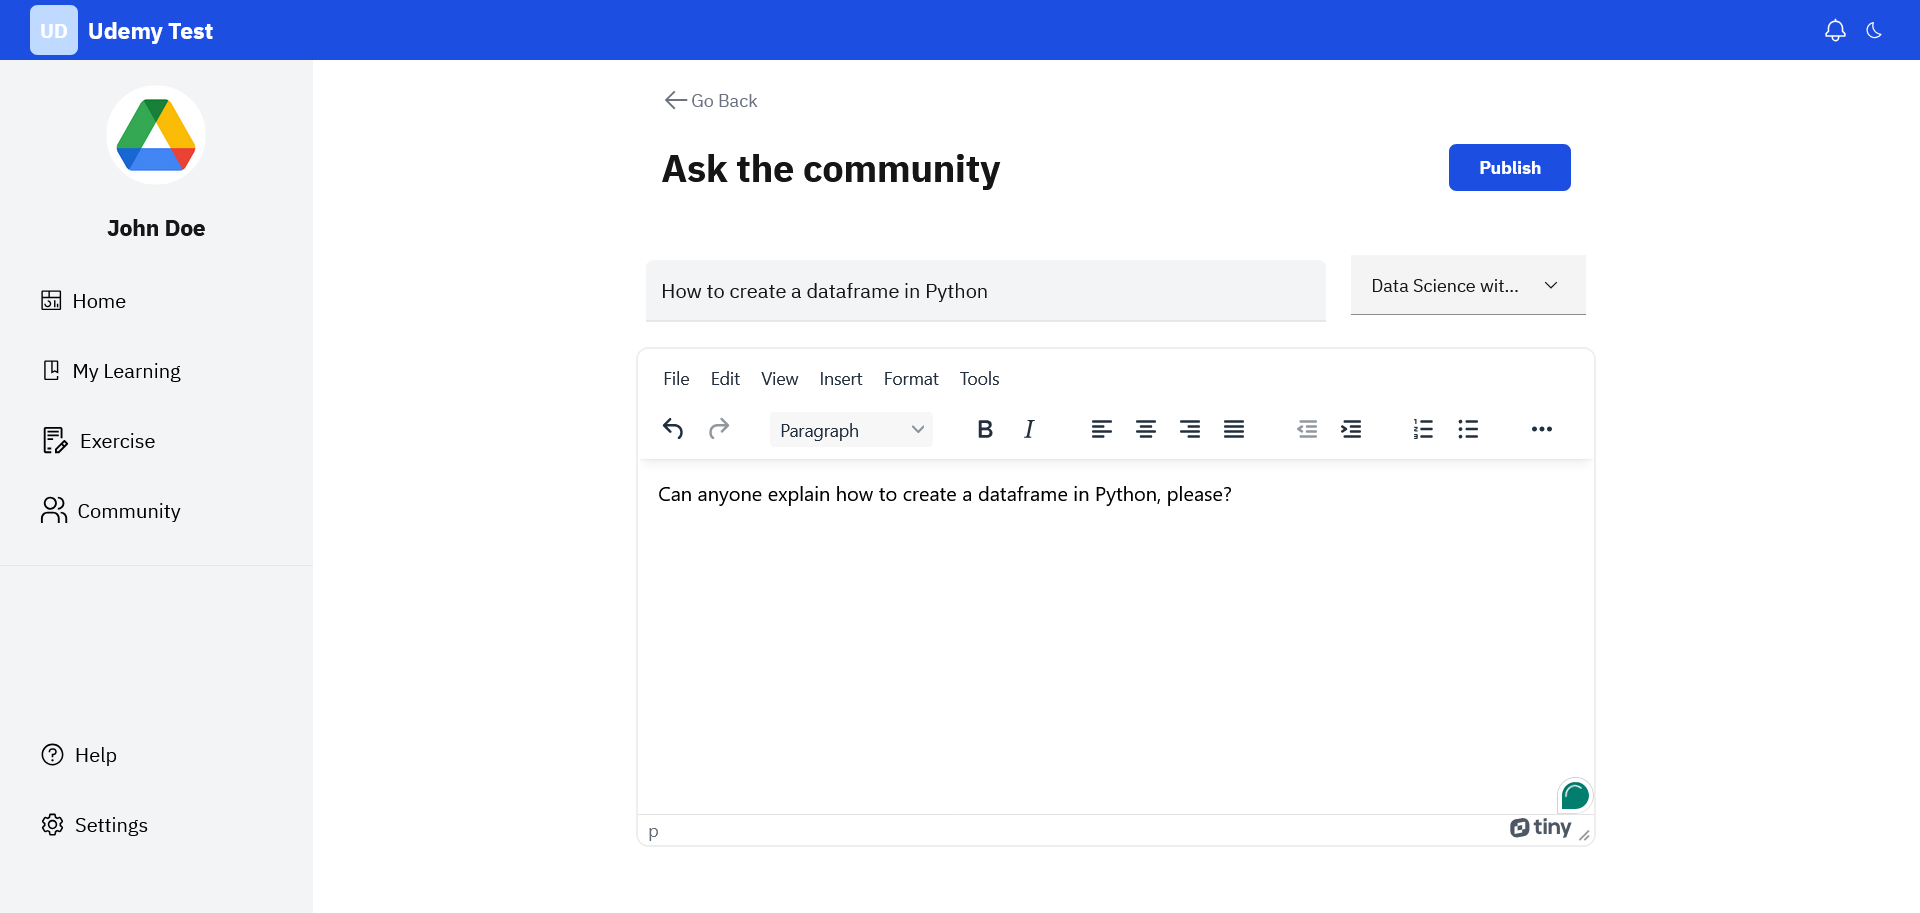 UD Udemy Test
John Doe
Home
My Learning
Exercise
Community
Help
Settings
Go Back
Ask the community
Publish
How to create a dataframe in Python
Data Science wit...
File Edit View Insert Format Tools
Paragraph B I
Can anyone explain how to create a dataframe in Python, please?
p
tiny